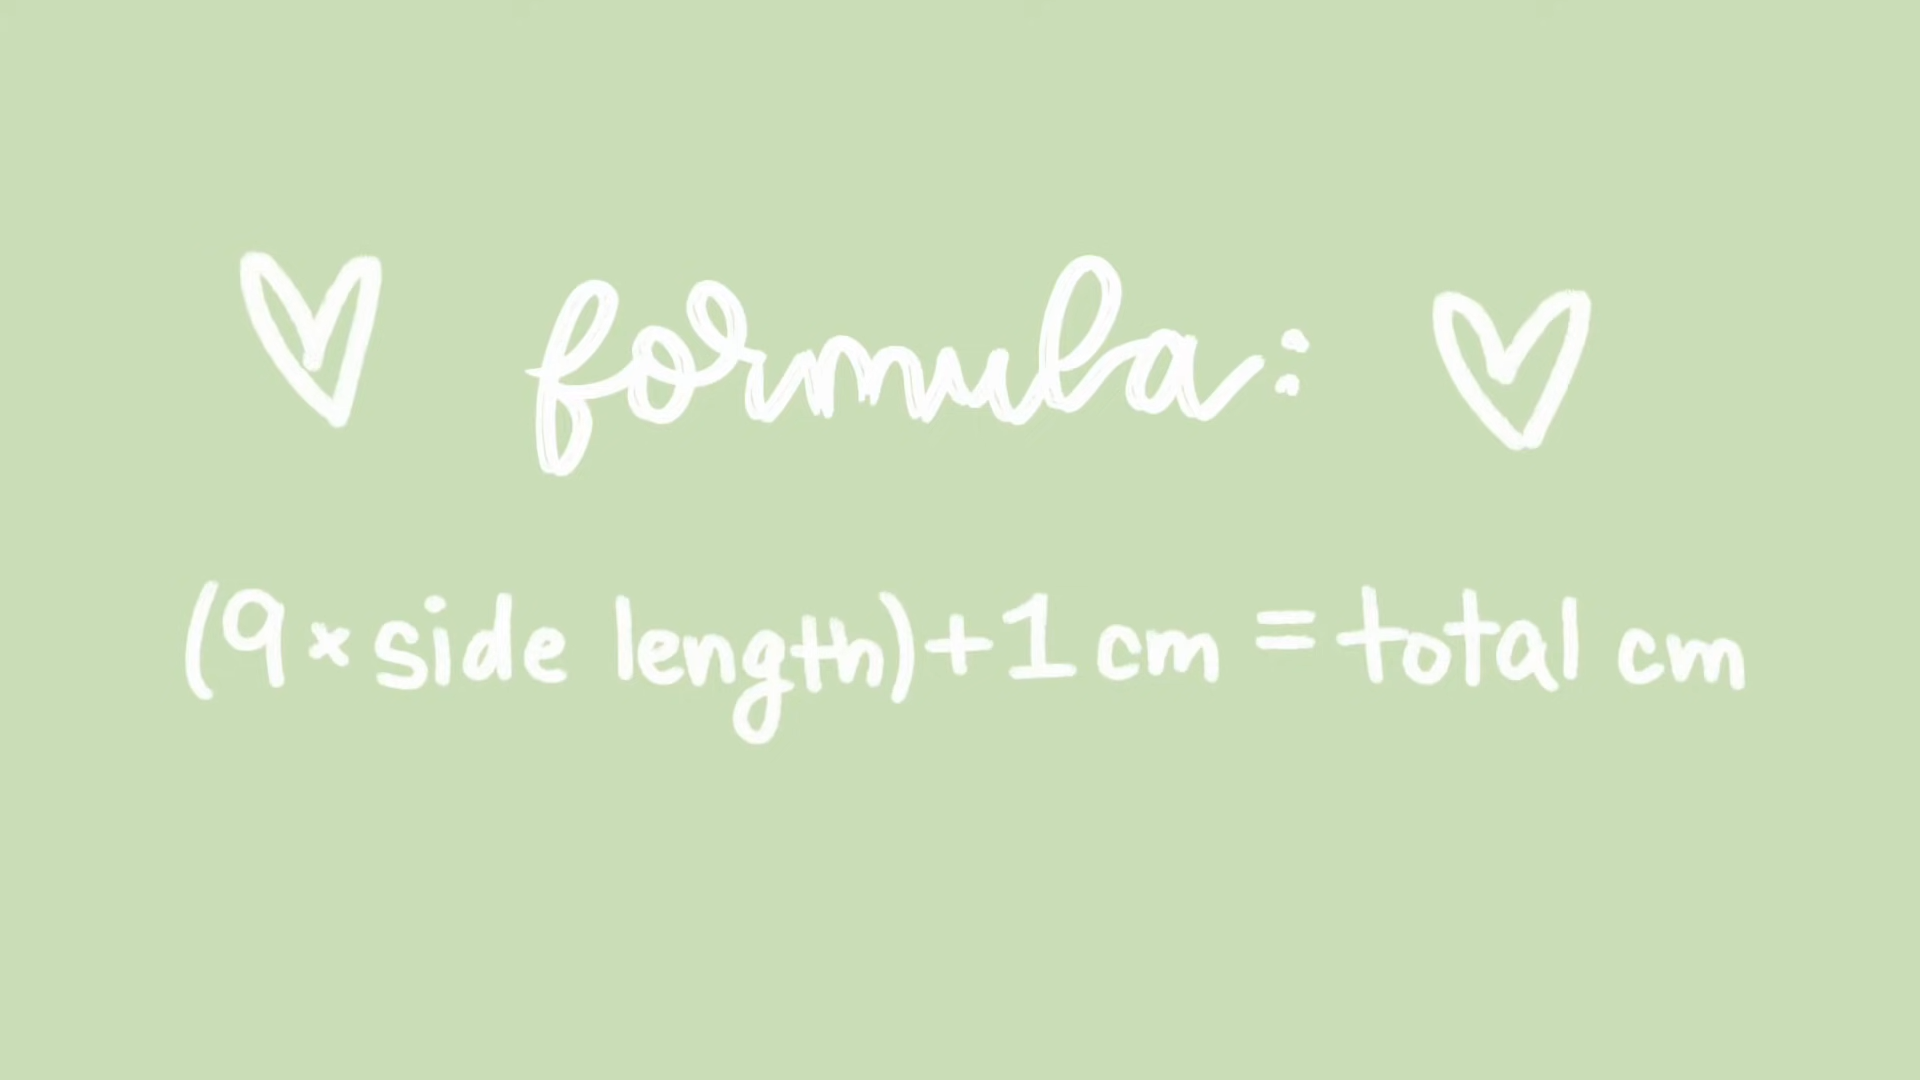 formula:
(9 × side length) + 1 cm = total cm